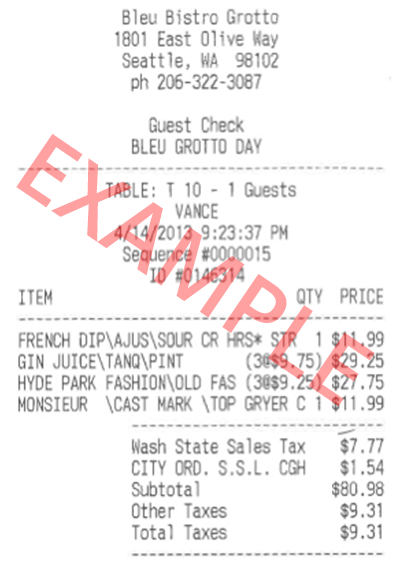 Bleu Bistro Grotto
1801 East Olive Way
Seattle, WA 98102
ph 206-322-3087
Guest Check
BLEU GROTTO DAY
TABLE: T 10 - 1 Guests
VANCE
4/14/2013 9:23:37 PM
Sequence #0000015
ID #0146314
ITEM QTY PRICE
FRENCH DIP\AJUS\SOUR CR HRS* STR 1 $11.99
GIN JUICE\TANQ\PINT (3@$9.75) $29.25
HYDE PARK FASHION\OLD FAS (3@$9.25) $27.75
MONSIEUR \CAST MARK \TOP GRYER C 1 $11.99
Wash State Sales Tax $7.77
CITY ORD. S.S.L. CGH $1.54
Subtotal $80.98
Other Taxes $9.31
Total Taxes $9.31
EXAMPLE